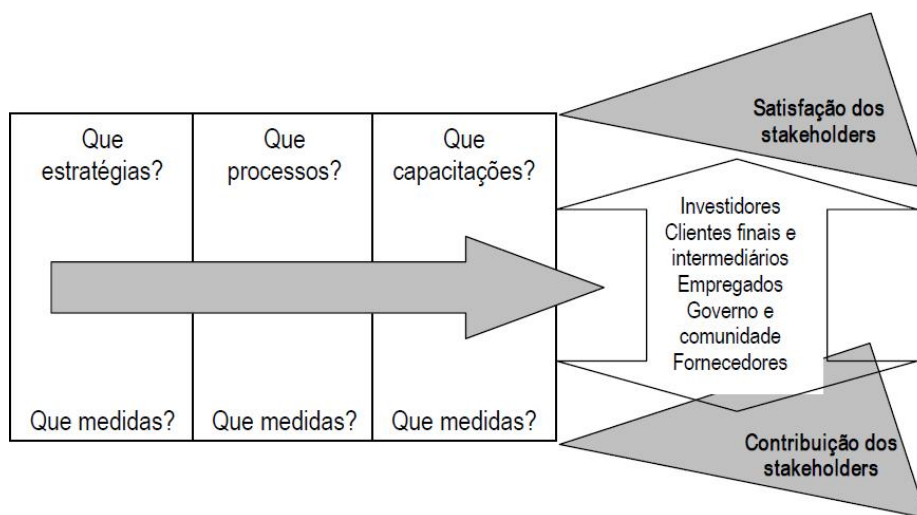 Que
estratégias?
Que
processos?
Que
capacitações?
Que medidas?
Que medidas?
Que medidas?
Satisfação dos
stakeholders
Investidores
Clientes finais e
intermediários
Empregados
Governo e
comunidade
Fornecedores
Contribuição dos
stakeholders